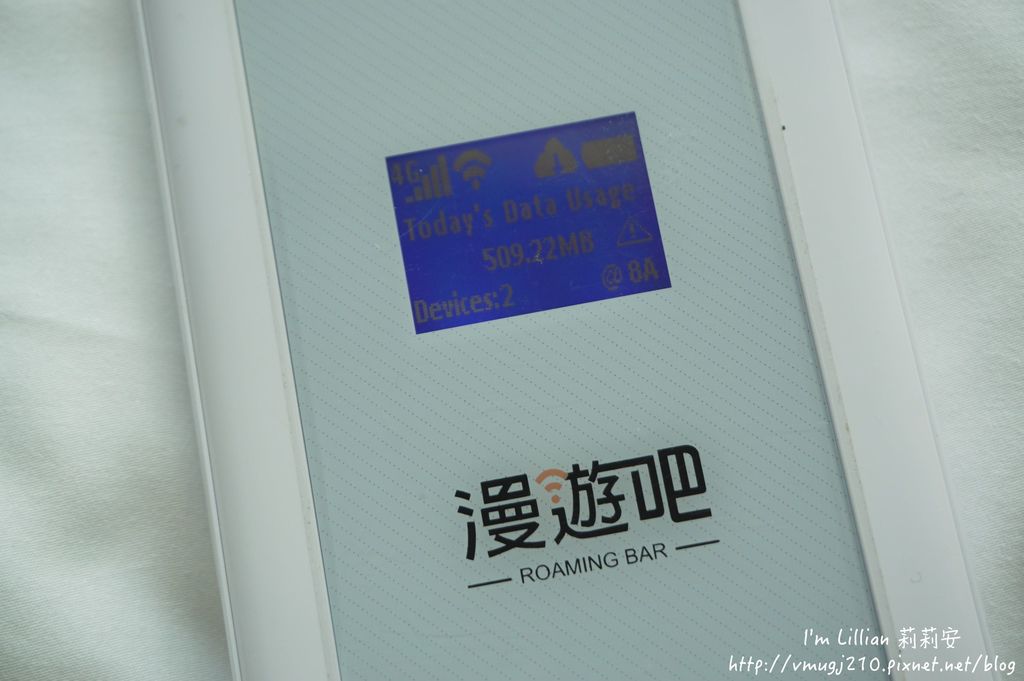 4G
Today's Data Usage
509.22MB
@8A
Devices:2
漫遊吧
ROAMING BAR
I'm Lillian 莉莉安
http://vmugj210.pixnet.net/blog